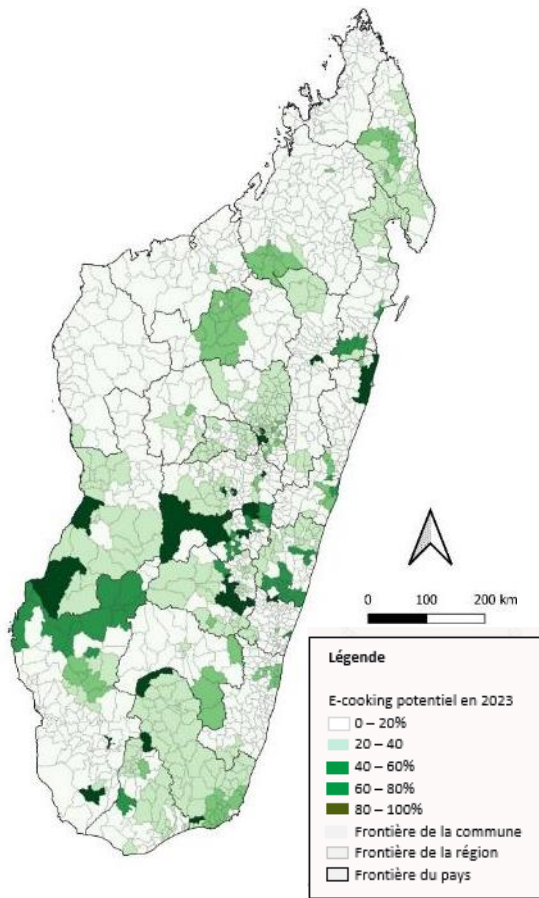 0 100 200 km
Légende
E-cooking potentiel en 2023
0 – 20%
20 – 40
40 – 60%
60 – 80%
80 – 100%
Frontière de la commune
Frontière de la région
Frontière du pays